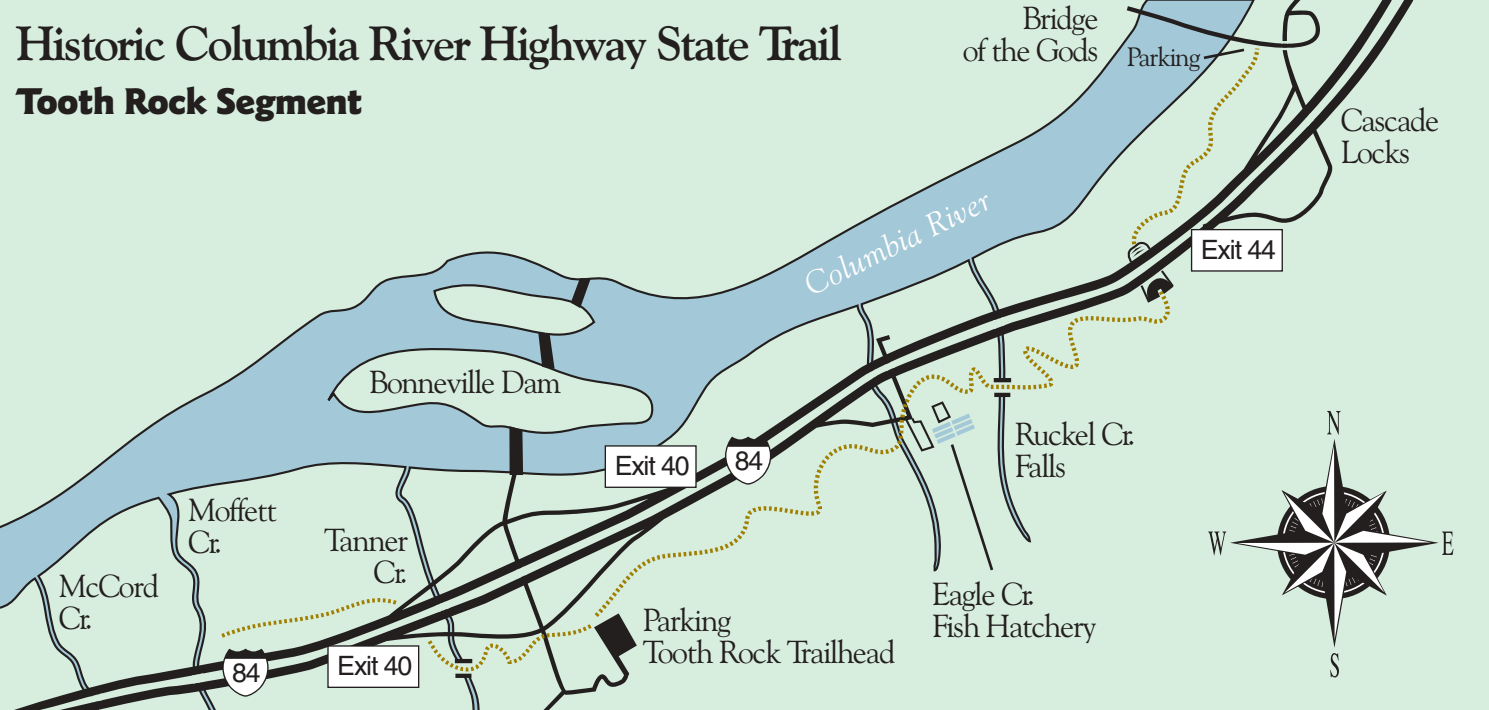 Historic Columbia River Highway State Trail
Tooth Rock Segment
Bridge
of the Gods
Parking
Cascade
Locks
Columbia River
Exit 44
Bonneville Dam
Exit 40
84
Ruckel Cr.
Falls
Moffett
Cr.
Tanner
Cr.
McCord
Cr.
Eagle Cr.
Fish Hatchery
Parking
Tooth Rock Trailhead
84
Exit 40
N
W
E
S